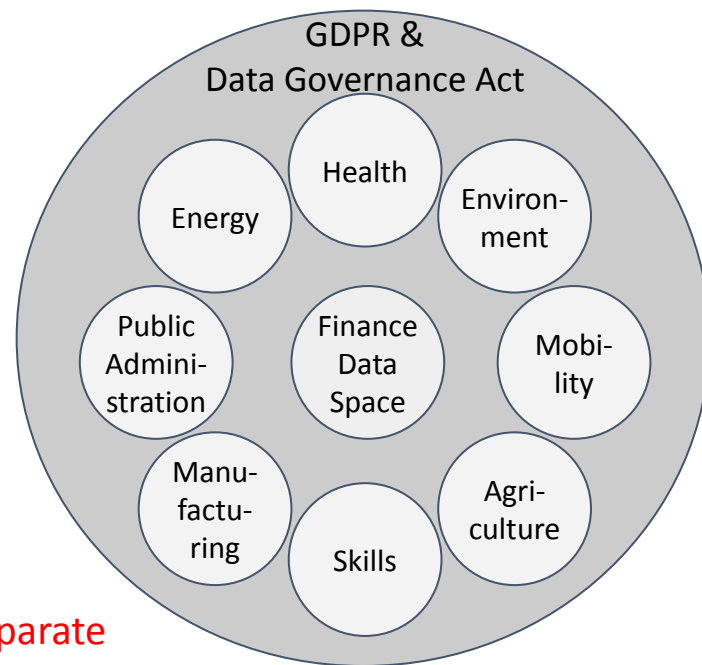 GDPR &
Data Governance Act
Health
Energy
Environ-
ment
Public
Admini-
stration
Finance
Data
Space
Mobi-
lity
Manu-
factu-
ring
Skills
Agri-
culture
parate